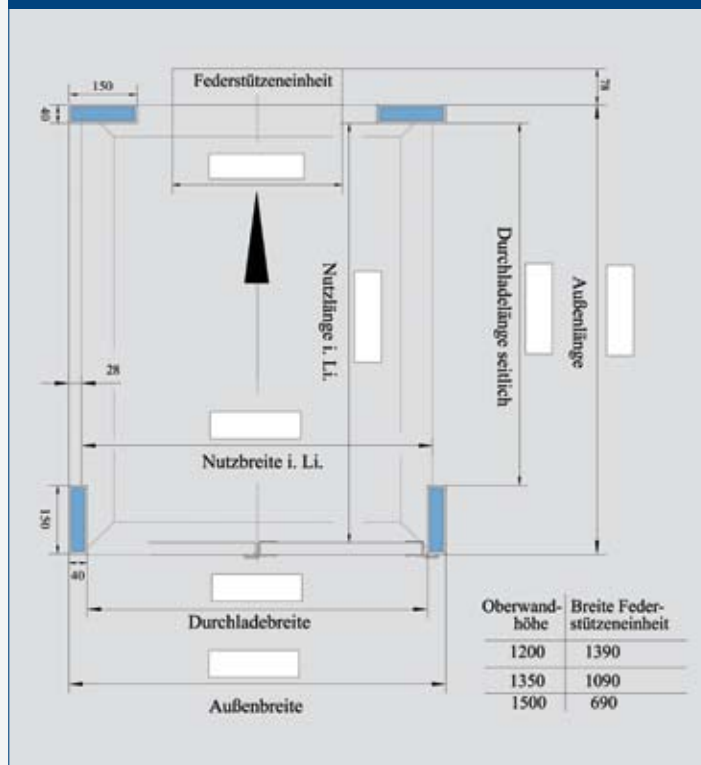 Federstützeneinheit
150
40
78
Nutzlänge i. Li.
Durchladelänge seitlich
Außenlänge
28
Nutzbreite i. Li.
150
40
Durchladebreite
Außenbreite
Oberwand- Breite Feder-
höhe stützeneinheit
1200 1390
1350 1090
1500 690